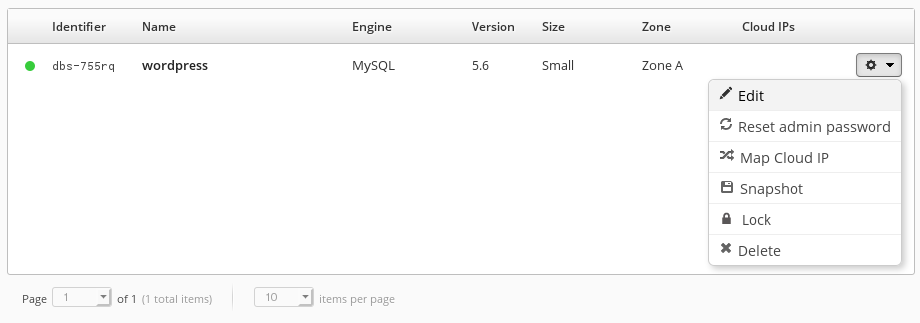 Identifier Name Engine Version Size Zone Cloud IPs
dbs-755rq wordpress MySQL 5.6 Small Zone A
Edit
Reset admin password
Map Cloud IP
Snapshot
Lock
Delete
Page 1 of 1 (1 total items) 10 items per page